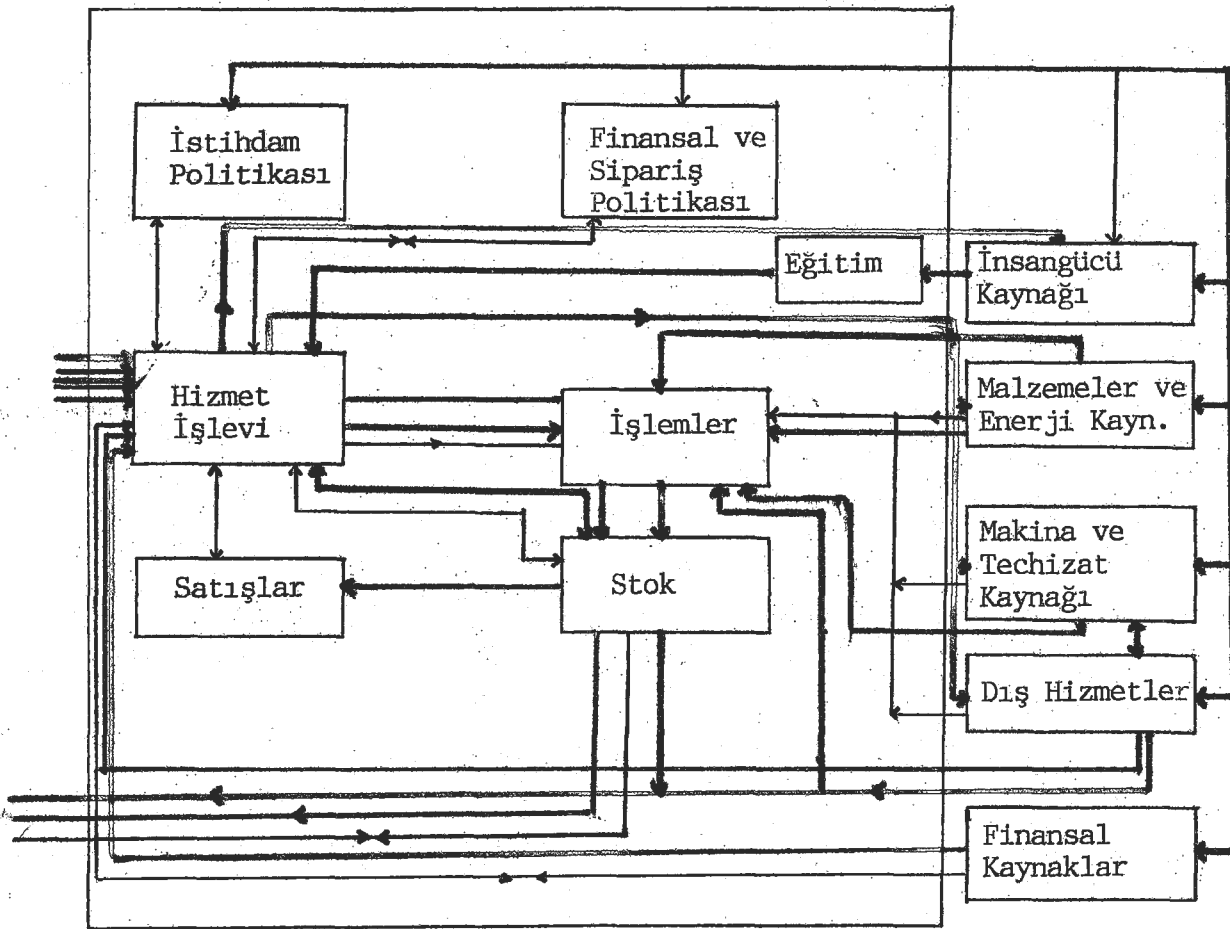 İstihdam
Politikası
Finansal ve
Sipariş
Politikası
Eğitim
İnsangücü
Kaynağı
Hizmet
İşlevi
İşlemler
Malzemeler ve
Enerji Kayn.
Satışlar
Stok
Makina ve
Techizat
Kaynağı
Dış Hizmetler
Finansal
Kaynaklar